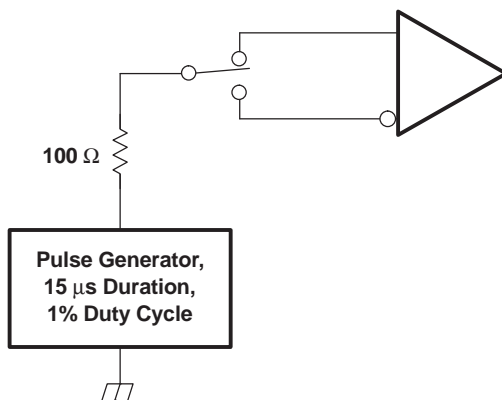 100 Ω
Pulse Generator,
15 μs Duration,
1% Duty Cycle